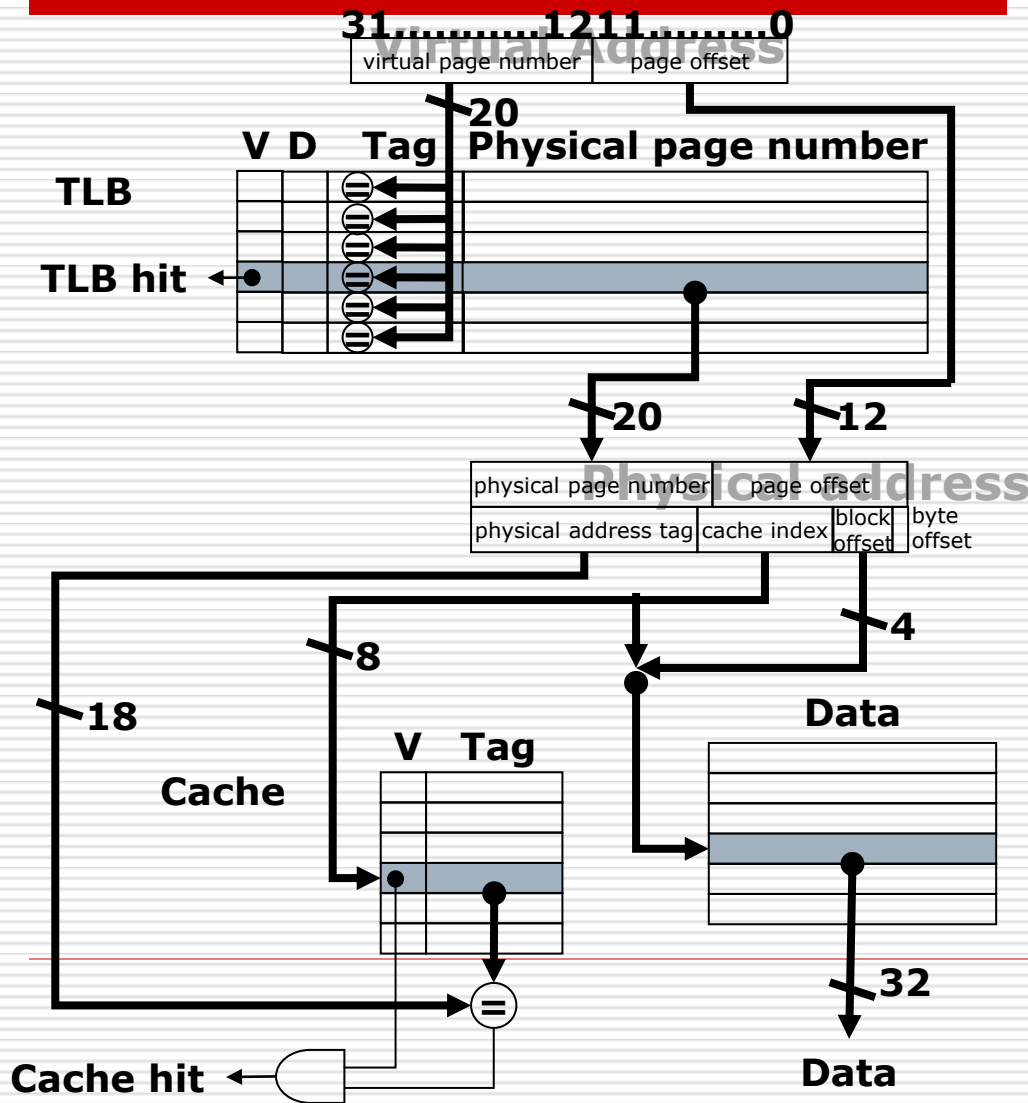 31...........1211.........0
Virtual Address
virtual page number page offset
20
V D Tag Physical page number
TLB
=
=
=
TLB hit =
=
=
20 12
Physical address
physical page number page offset
physical address tag cache index block offset byte offset
4
8
18
Data
V Tag
Cache
32
=
Cache hit
Data